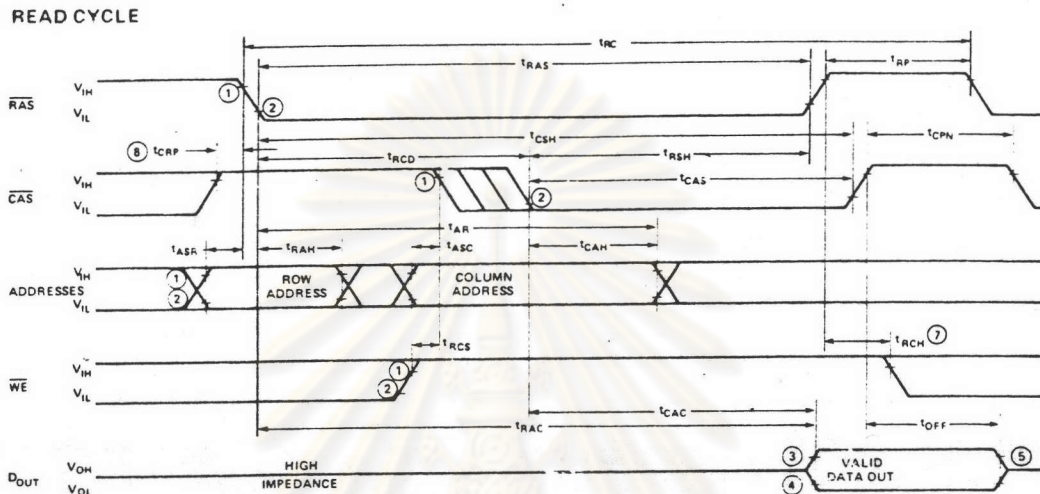 READ CYCLE
tRC
tRAS
tRP
RAS
VIH
VIL
① ②
tCSH
tCPN
⑧ tCRP
tRCD
tRSH
CAS
VIH
VIL
① ②
tCAS
tAR
tASR
tRAH
tASC
tCAH
ADDRESSES
VIH
VIL
① ②
ROW ADDRESS
COLUMN ADDRESS
tRCS
tRCH ⑦
WE
VIH
VIL
① ②
tCAC
tRAC
tOFF
DOUT
VOH
VOL
HIGH IMPEDANCE
③ ④
VALID DATA OUT
⑤